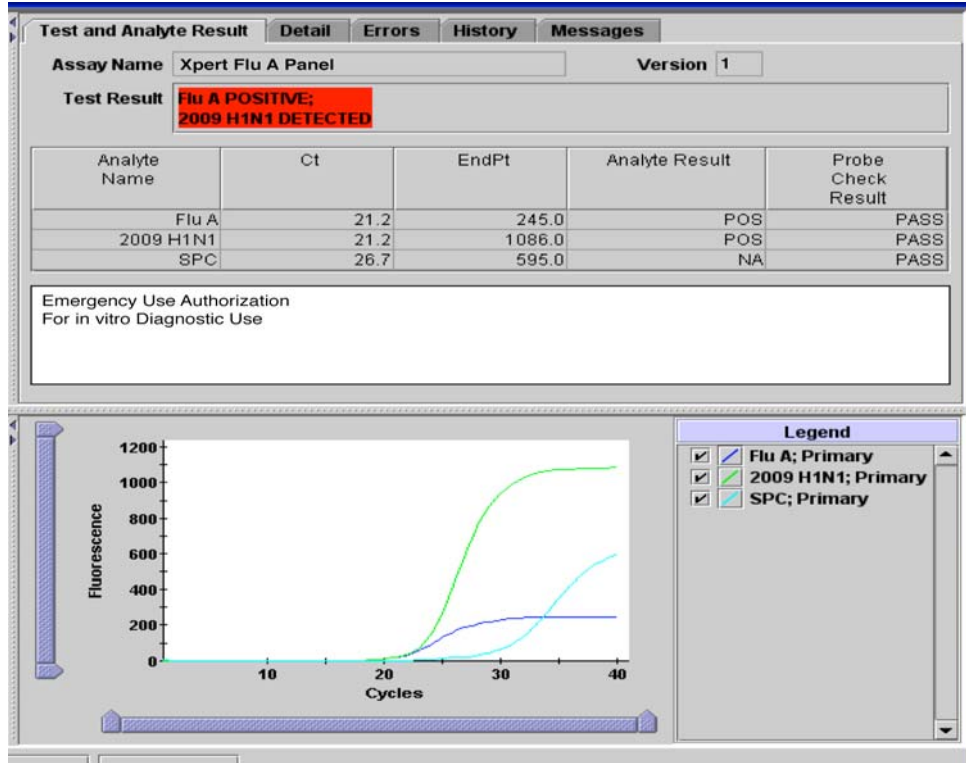 Test and Analyte Result Detail Errors History Messages
Assay Name Xpert Flu A Panel Version 1
Test Result Flu A POSITIVE;
2009 H1N1 DETECTED
Analyte Name Ct EndPt Analyte Result Probe Check Result
Flu A 21.2 245.0 POS PASS
2009 H1N1 21.2 1086.0 POS PASS
SPC 26.7 595.0 NA PASS
Emergency Use Authorization
For in vitro Diagnostic Use
Fluorescence
1200
1000
800
600
400
200
0
10 20 30 40
Cycles
Legend
Flu A; Primary
2009 H1N1; Primary
SPC; Primary